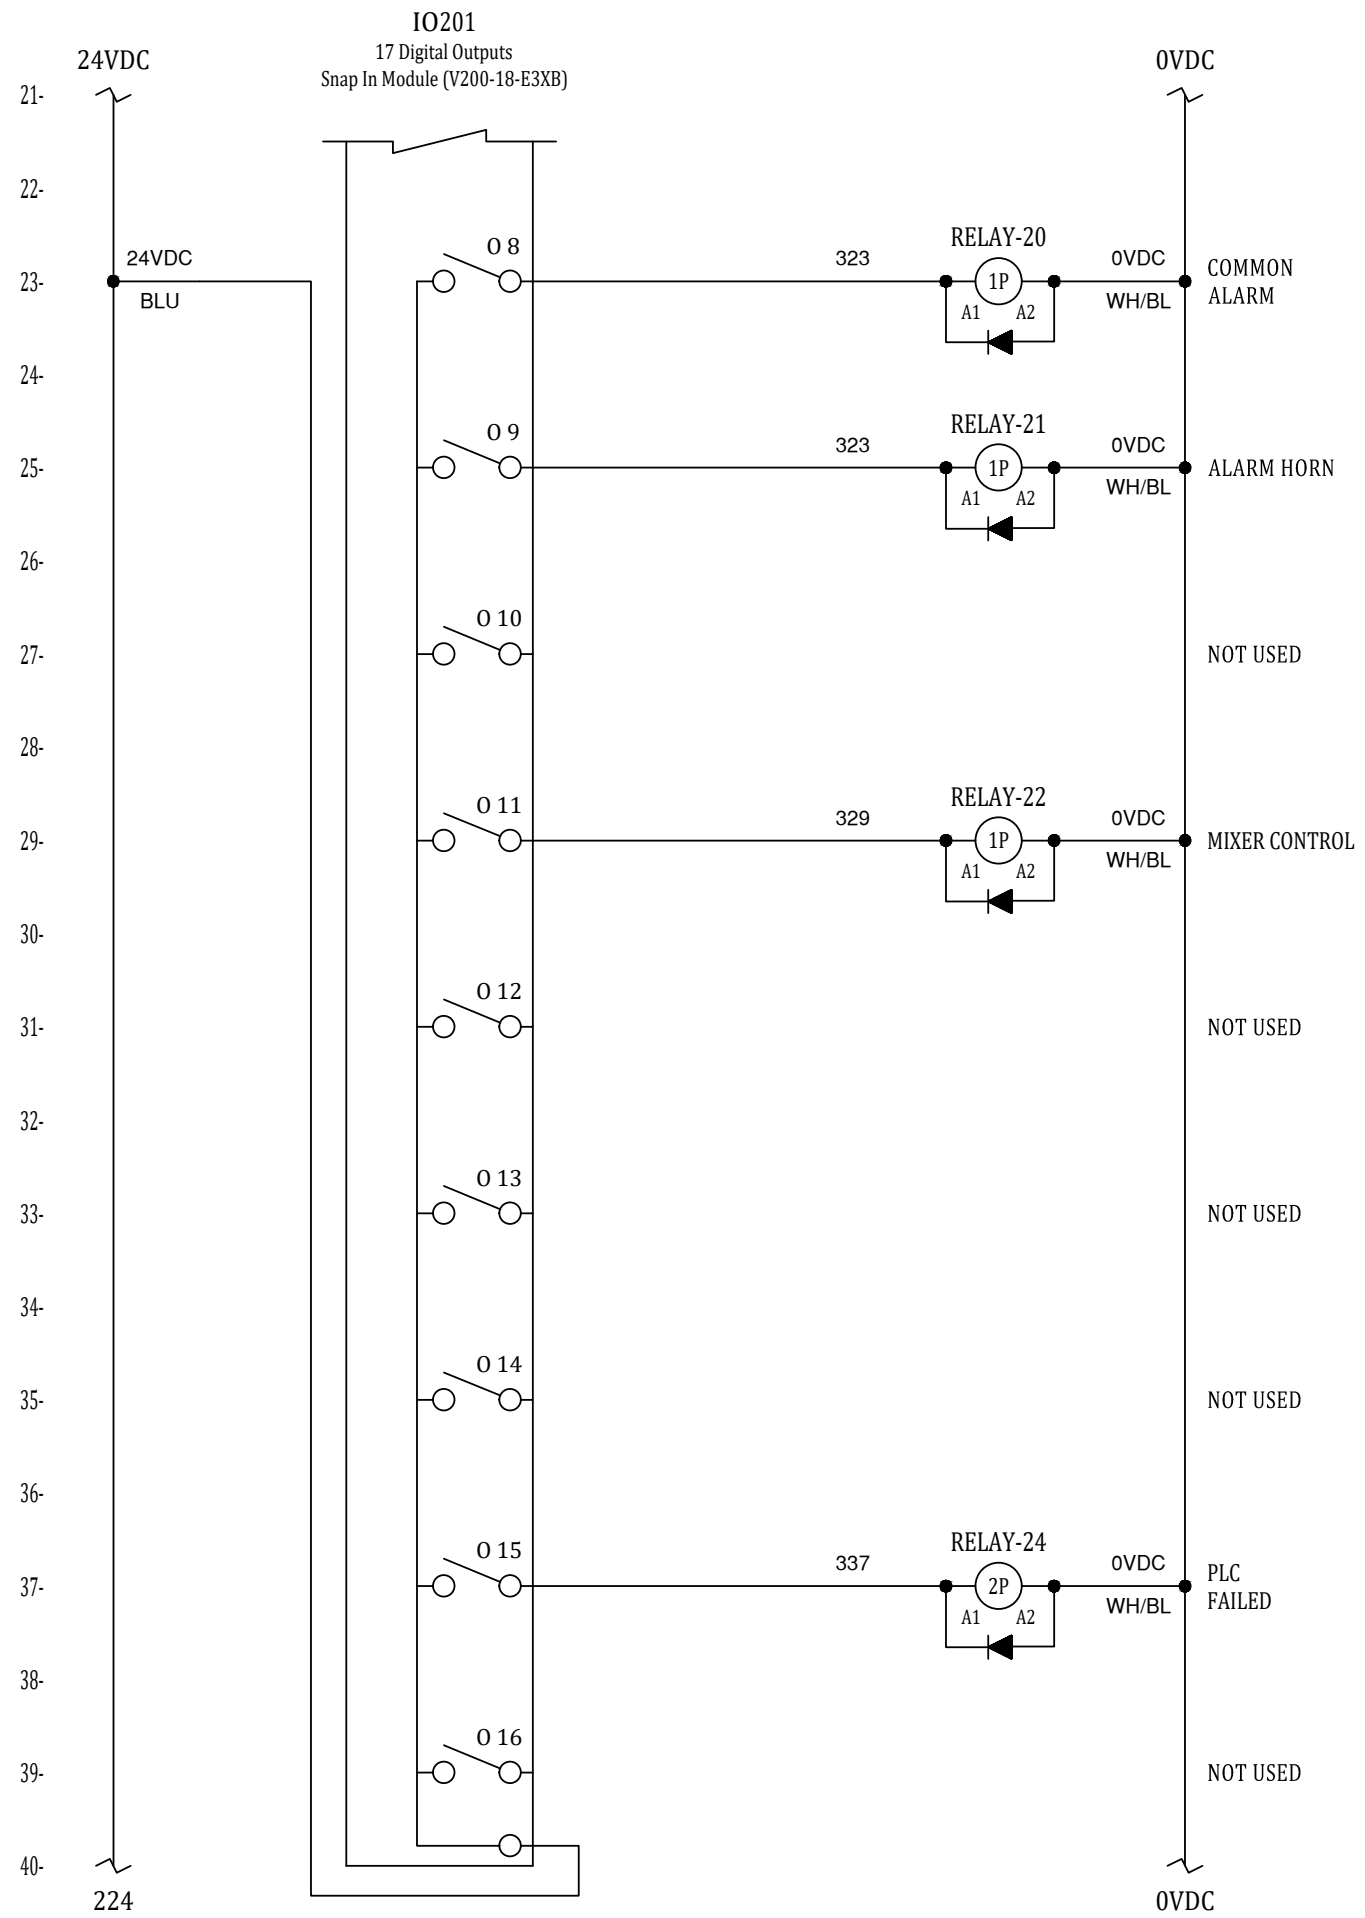 IO201
17 Digital Outputs
Snap In Module (V200-18-E3XB)
24VDC
0VDC
21-
22-
O 8
323
RELAY-20
1P
A1
A2
0VDC
WH/BL
COMMON
ALARM
24VDC
BLU
23-
24-
O 9
323
RELAY-21
1P
A1
A2
0VDC
WH/BL
ALARM HORN
25-
26-
O 10
27-
NOT USED
28-
O 11
329
RELAY-22
1P
A1
A2
0VDC
WH/BL
MIXER CONTROL
29-
30-
O 12
31-
NOT USED
32-
O 13
33-
NOT USED
34-
O 14
35-
NOT USED
36-
O 15
337
RELAY-24
2P
A1
A2
0VDC
WH/BL
PLC
FAILED
37-
38-
O 16
39-
NOT USED
40-
224
0VDC